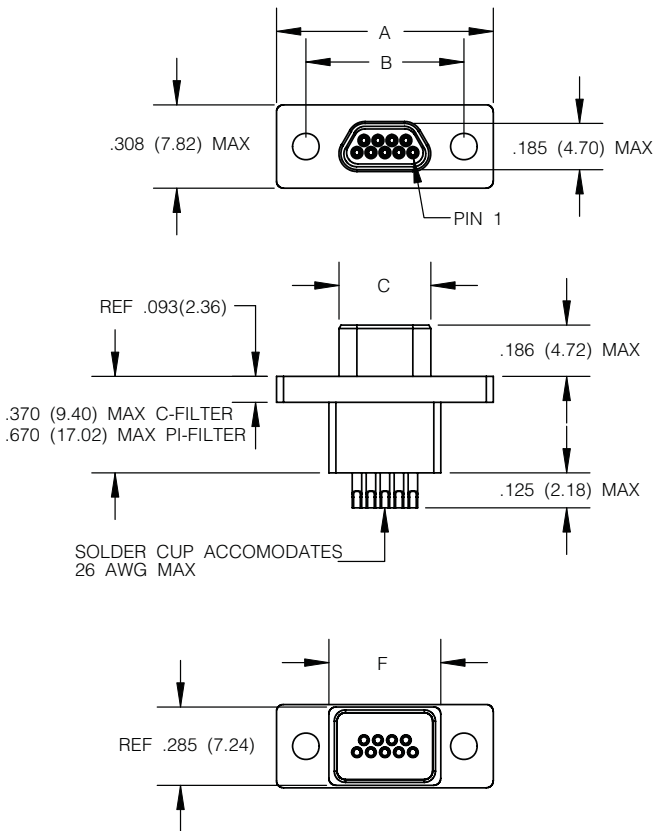 A
B
.308 (7.82) MAX
.185 (4.70) MAX
PIN 1
C
REF .093(2.36)
.186 (4.72) MAX
.370 (9.40) MAX C-FILTER
.670 (17.02) MAX PI-FILTER
.125 (2.18) MAX
SOLDER CUP ACCOMODATES
26 AWG MAX
F
REF .285 (7.24)